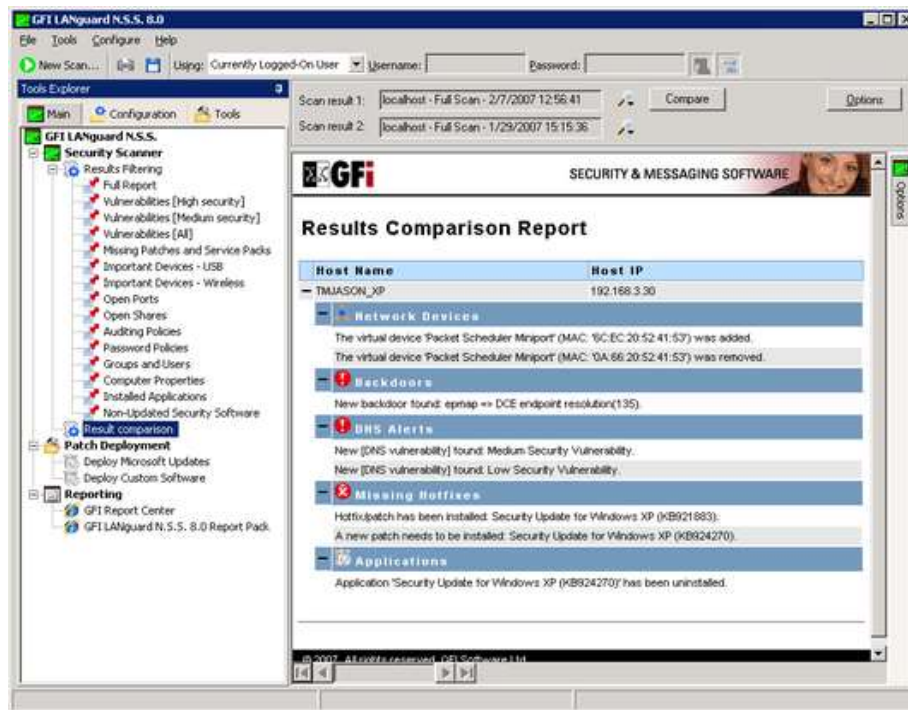 GFI LANguard N.S.S. 8.0
File Tools Configure Help
New Scan... Using: Currently Logged-On User Username: Password:
Tools Explorer
Main Configuration Tools
GFI LANguard N.S.S.
Security Scanner
Results Filtering
Full Report
Vulnerabilities [High security]
Vulnerabilities [Medium security]
Vulnerabilities [All]
Missing Patches and Service Packs
Important Devices - USB
Important Devices - Wireless
Open Ports
Open Shares
Auditing Policies
Password Policies
Groups and Users
Computer Properties
Installed Applications
Non-Updated Security Software
Result comparison
Patch Deployment
Deploy Microsoft Updates
Deploy Custom Software
Reporting
GFI Report Center
GFI LANguard N.S.S. 8.0 Report Pack
Scan result 1: localhost - Full Scan - 2/7/2007 12:56:41 Compare Options
Scan result 2: localhost - Full Scan - 1/29/2007 15:15:36
GFi SECURITY & MESSAGING SOFTWARE
Results Comparison Report
Host Name Host IP
TMJASON_XP 192.168.3.30
Network Devices
The virtual device 'Packet Scheduler Miniport' (MAC: '6C:EC:20:52:41:53') was added.
The virtual device 'Packet Scheduler Miniport' (MAC: '0A:66:20:52:41:53') was removed.
Backdoors
New backdoor found: epmap => DCE endpoint resolution(135).
DNS Alerts
New [DNS vulnerability] found: Medium Security Vulnerability.
New [DNS vulnerability] found: Low Security Vulnerability.
Missing Hotfixes
Hotfix/patch has been installed: Security Update for Windows XP (KB921883).
A new patch needs to be installed: Security Update for Windows XP (KB924270).
Applications
Application 'Security Update for Windows XP (KB924270)' has been uninstalled.
© 2007. All rights reserved. GFI Software Ltd
Options